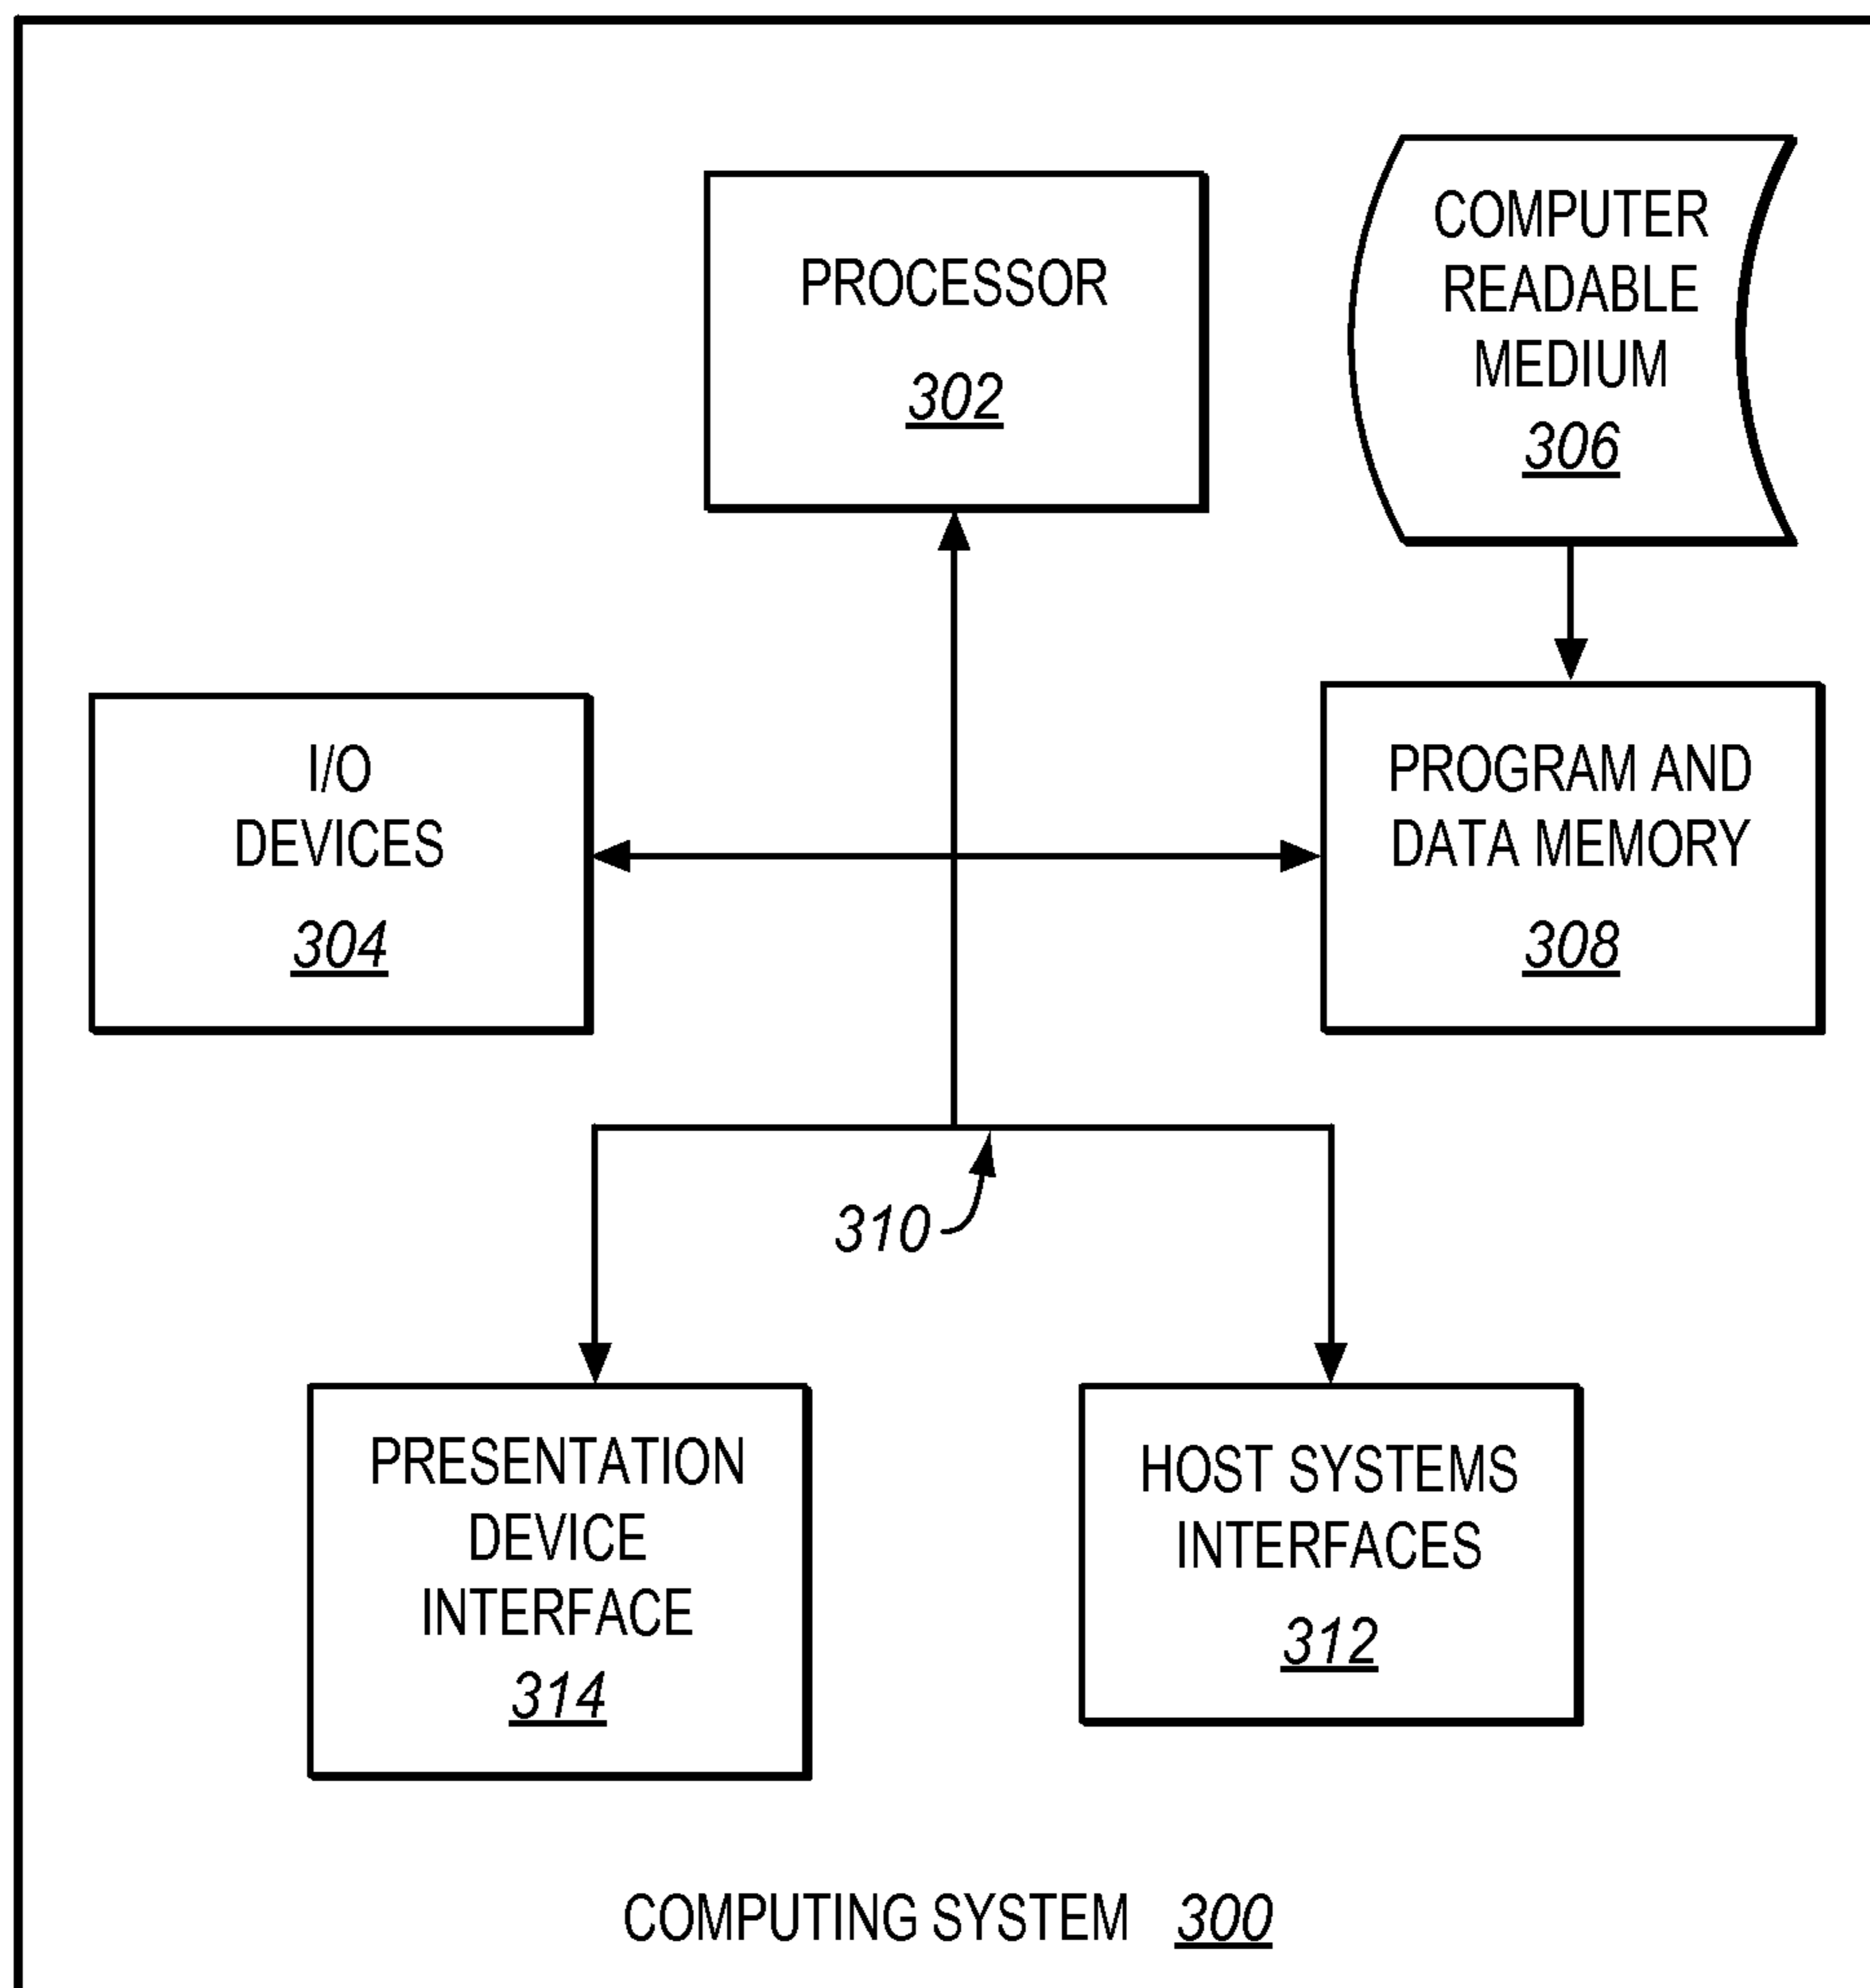 PROCESSOR
302
COMPUTER
READABLE
MEDIUM
306
I/O
DEVICES
304
PROGRAM AND
DATA MEMORY
308
310
PRESENTATION
DEVICE
INTERFACE
314
HOST SYSTEMS
INTERFACES
312
COMPUTING SYSTEM 300